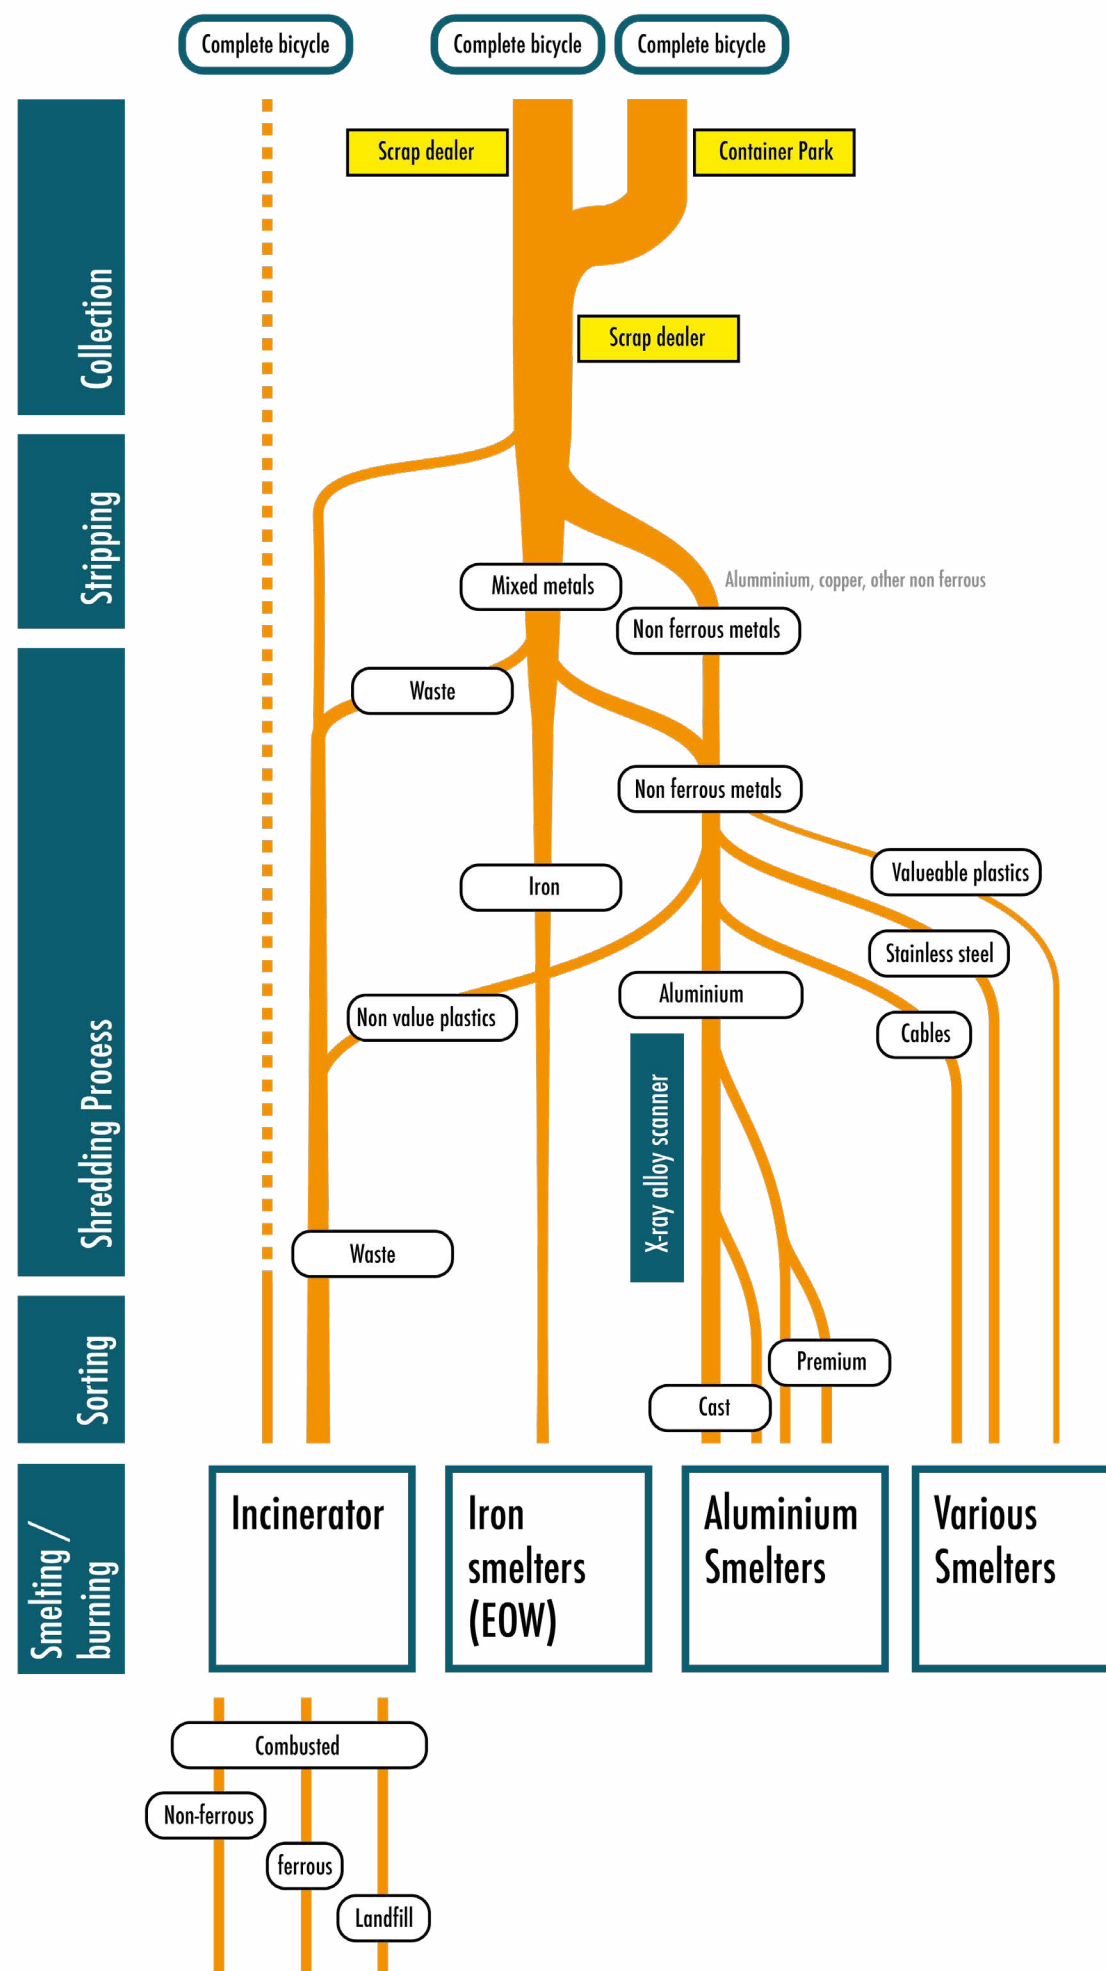 Complete bicycle
Complete bicycle
Complete bicycle
Scrap dealer
Container Park
Collection
Scrap dealer
Stripping
Mixed metals
Alumminium, copper, other non ferrous
Non ferrous metals
Waste
Non ferrous metals
Iron
Valueable plastics
Stainless steel
Aluminium
Non value plastics
Cables
Shredding Process
X-ray alloy scanner
Waste
Sorting
Premium
Cast
Smelting /
burning
Incinerator
Iron
smelters
(EOW)
Aluminium
Smelters
Various
Smelters
Combusted
Non-ferrous
ferrous
Landfill